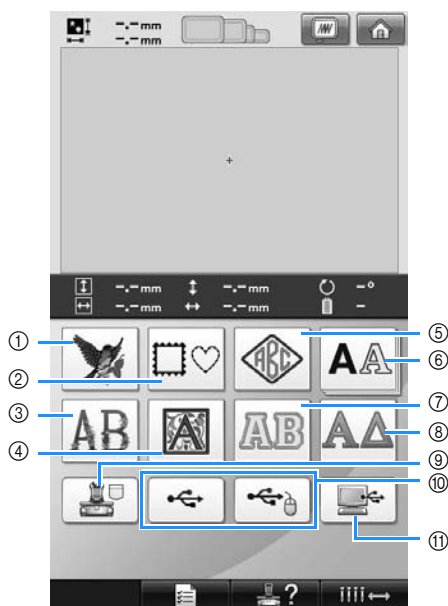 -.-mm
-.-mm
-.-mm -.-mm -°
-.-mm -.-mm -
① ABC ⑤
A A ⑥
②
③ AB A AB AΔ ⑦
④ ⑧
⑨
⑩
⑪
?